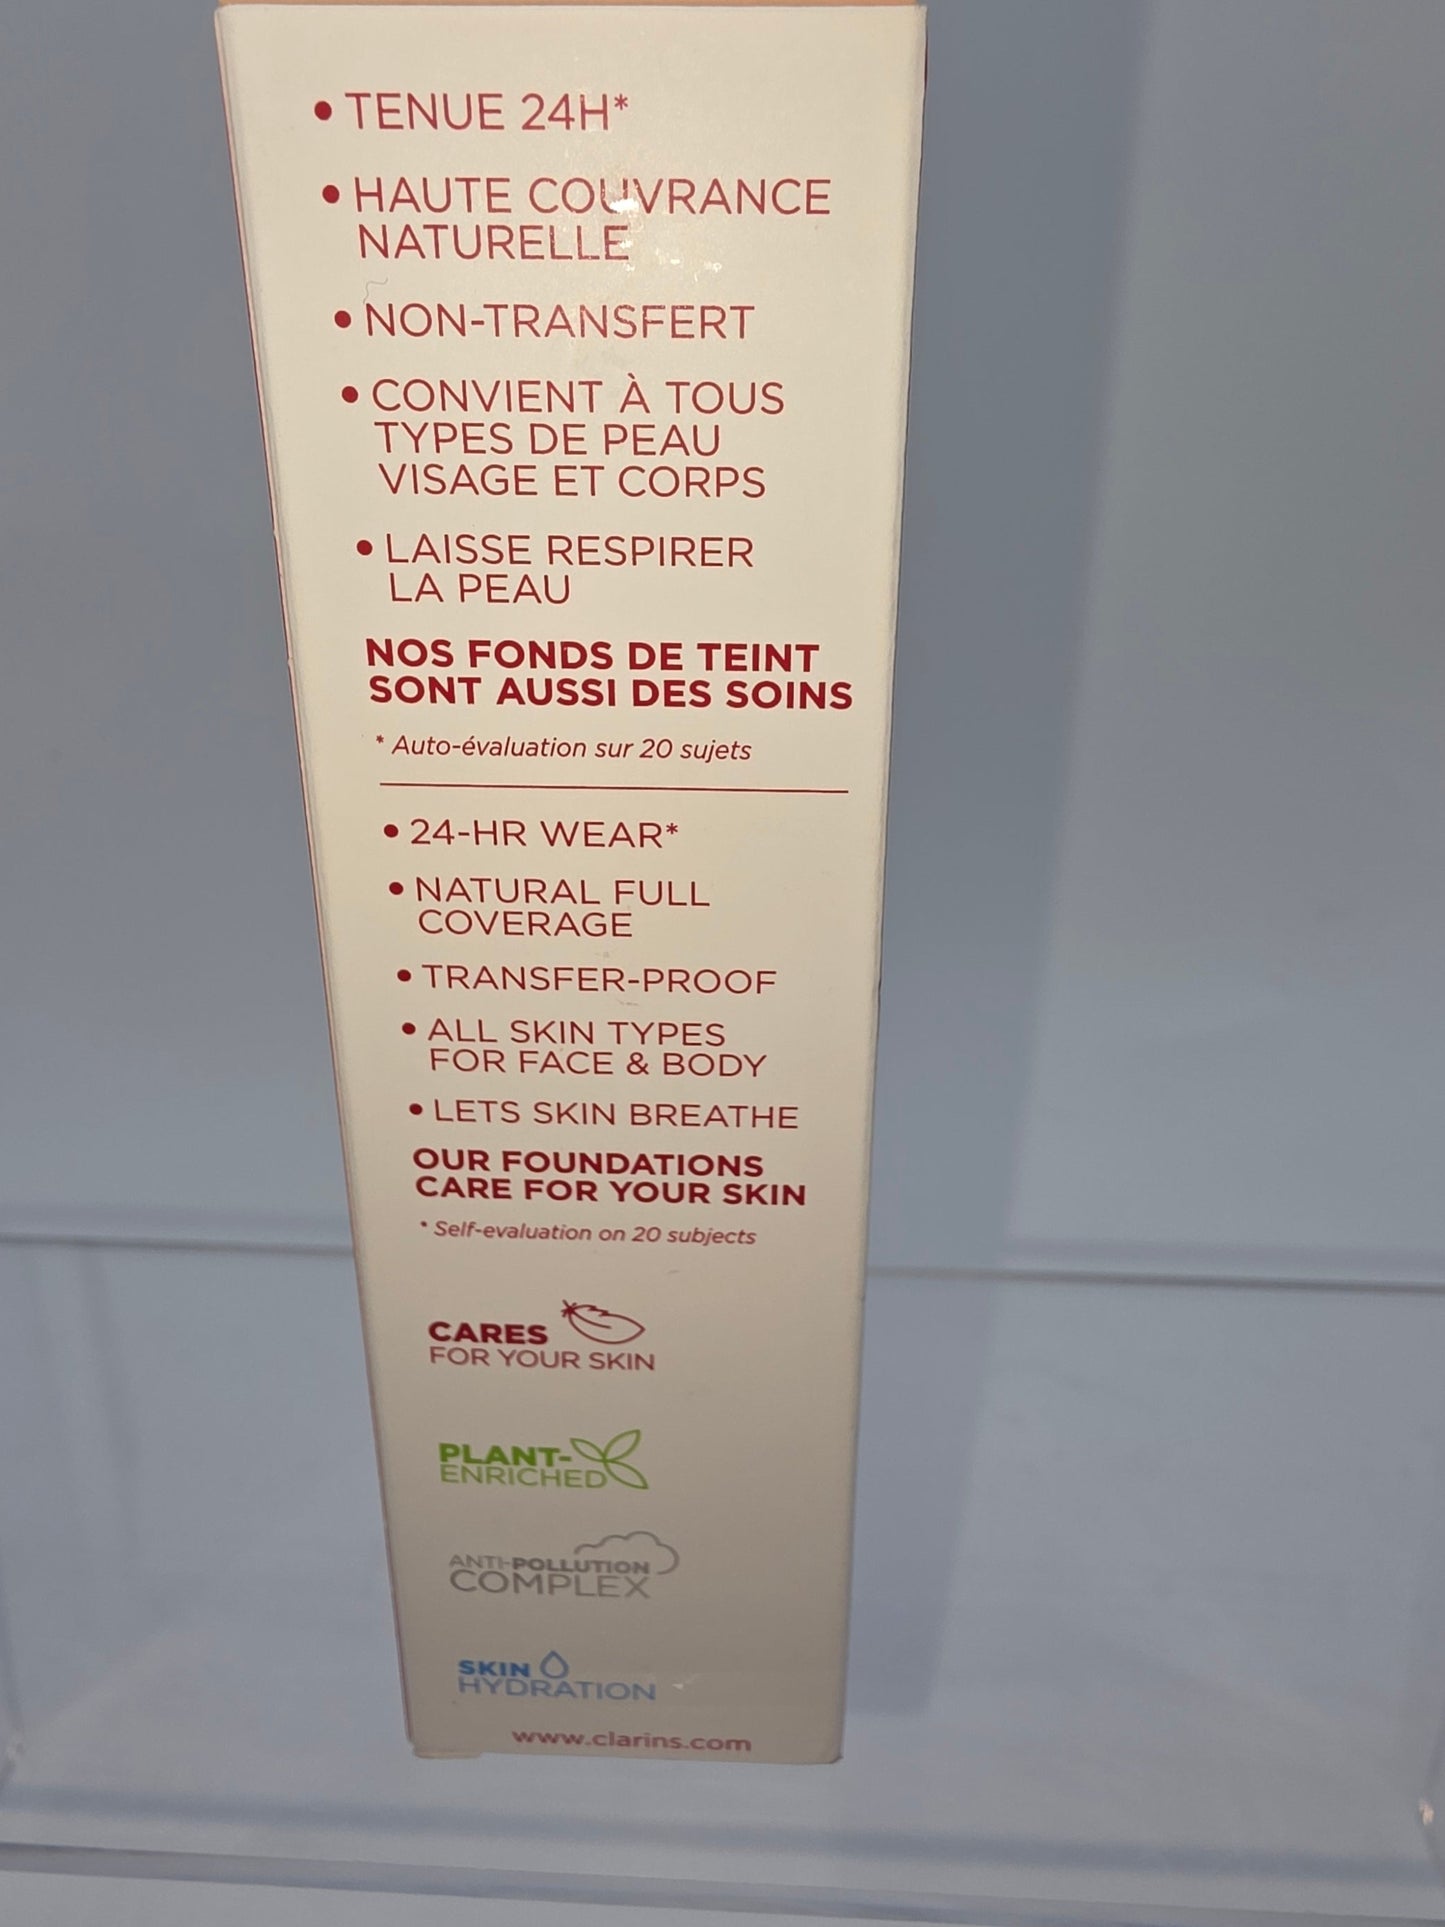 • TENUE 24H*
• HAUTE COUVRANCE
NATURELLE
• NON-TRANSFERT
• CONVIENT À TOUS
TYPES DE PEAU
VISAGE ET CORPS
• LAISSE RESPIRER
LA PEAU
NOS FONDS DE TEINT
SONT AUSSI DES SOINS
* Auto-évaluation sur 20 sujets
• 24-HR WEAR*
• NATURAL FULL
COVERAGE
• TRANSFER-PROOF
• ALL SKIN TYPES
FOR FACE & BODY
• LETS SKIN BREATHE
OUR FOUNDATIONS
CARE FOR YOUR SKIN
* Self-evaluation on 20 subjects
CARES
FOR YOUR SKIN
PLANT-
ENRICHED
ANTI-POLLUTION
COMPLEX
SKIN
HYDRATION
www.clarins.com